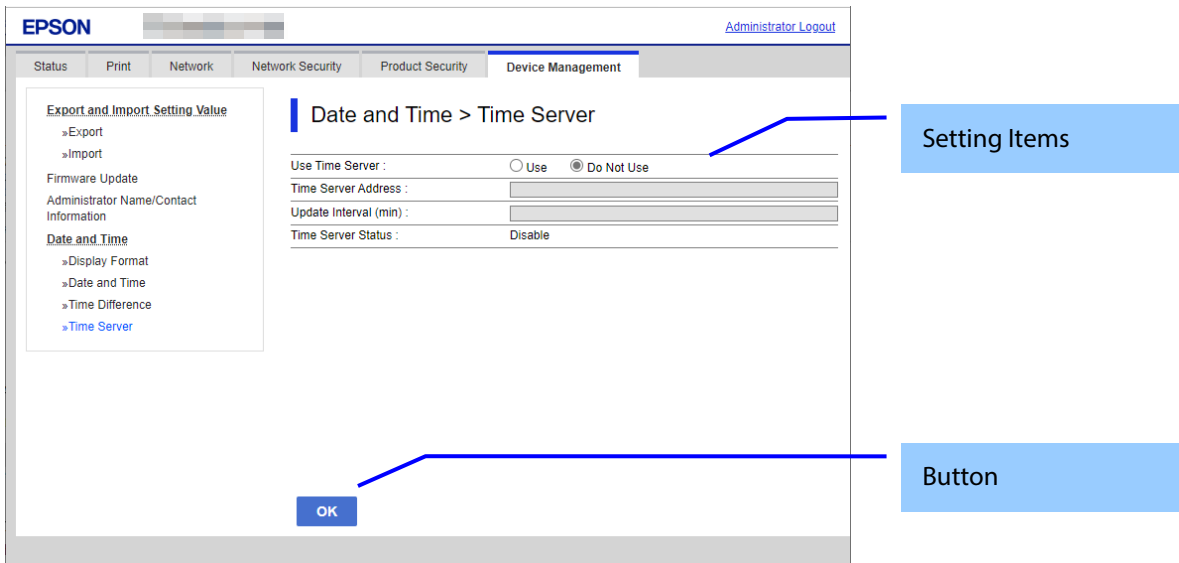 EPSON
Administrator Logout
Status Print Network Network Security Product Security Device Management
Export and Import Setting Value
»Export
»Import
Firmware Update
Administrator Name/Contact
Information
Date and Time
»Display Format
»Date and Time
»Time Difference
»Time Server
Date and Time > Time Server
Use Time Server : Use Do Not Use
Time Server Address :
Update Interval (min) :
Time Server Status : Disable
OK
Setting Items
Button